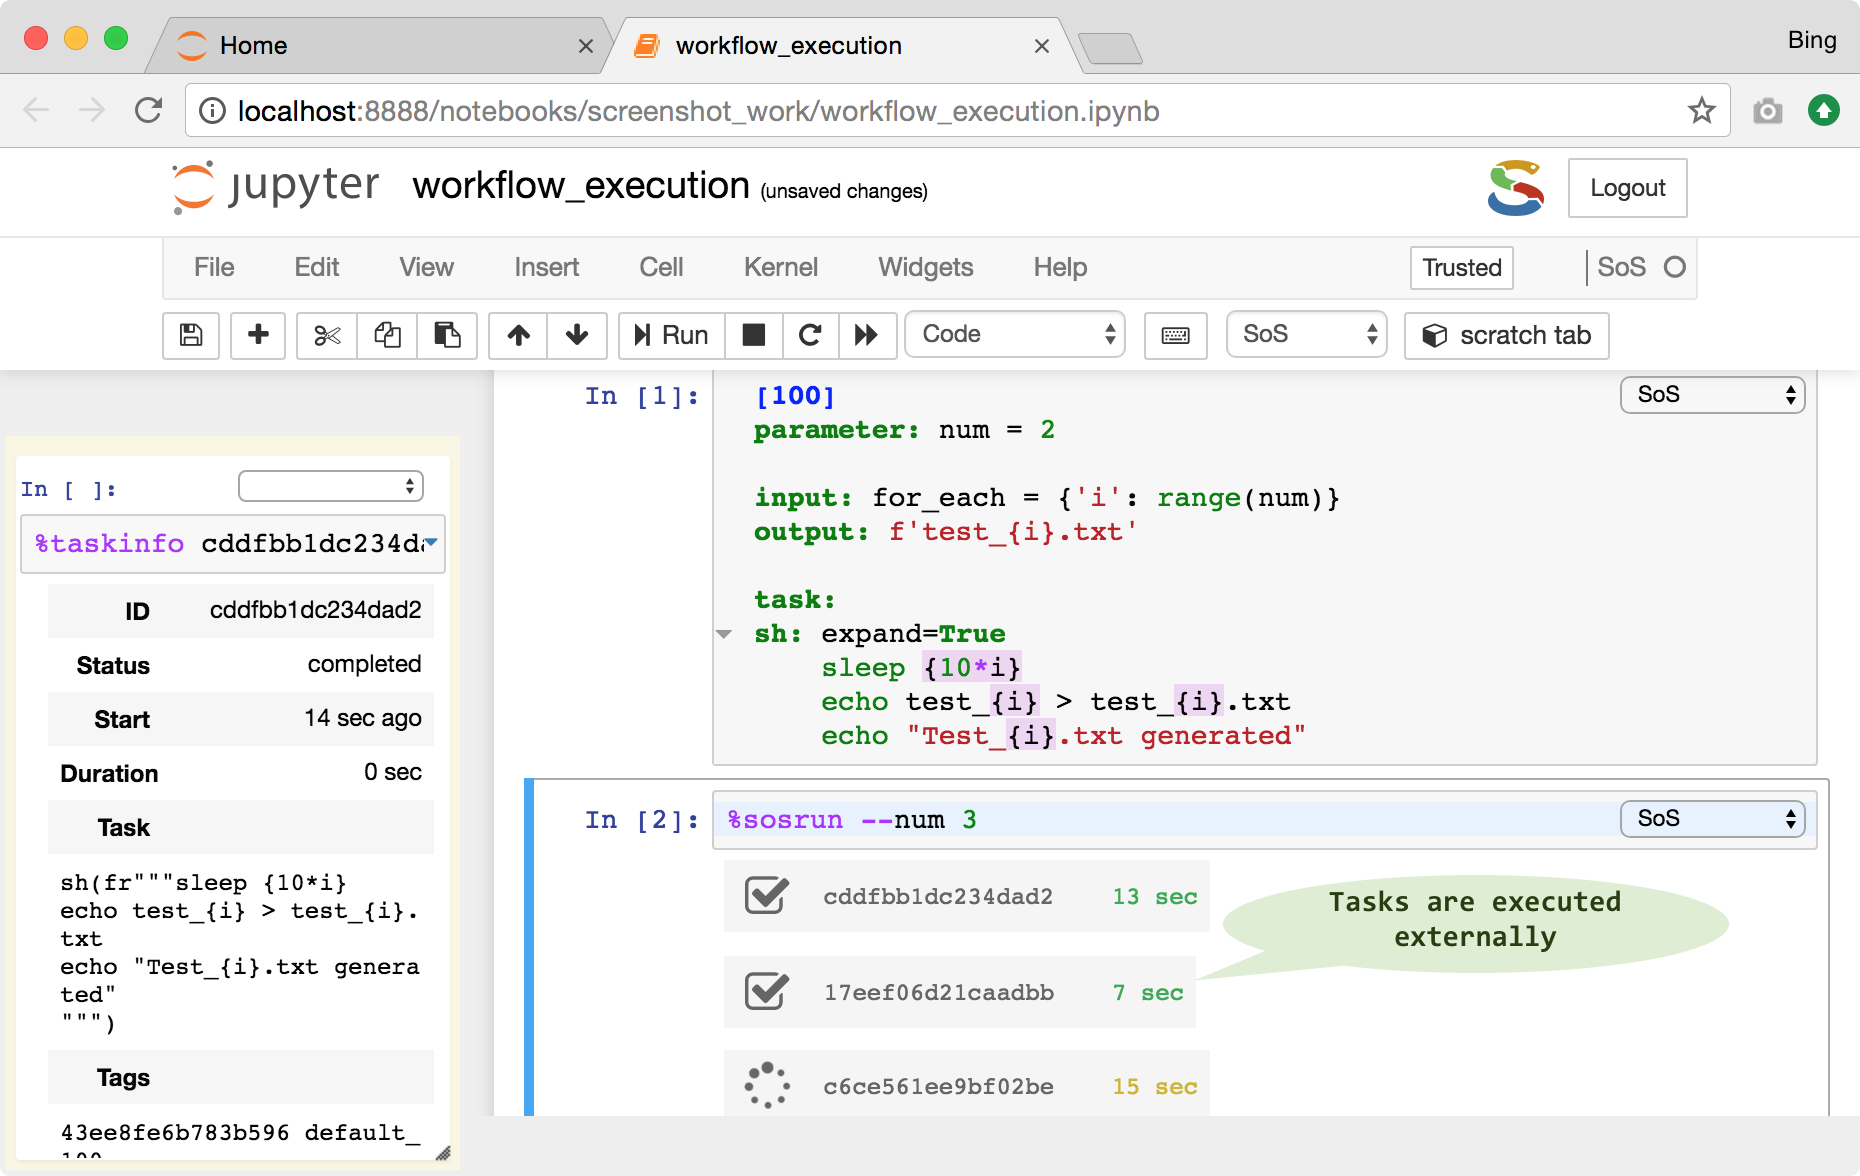 Home
workflow_execution
Bing
localhost:8888/notebooks/screenshot_work/workflow_execution.ipynb
jupyter workflow_execution (unsaved changes)
Logout
File Edit View Insert Cell Kernel Widgets Help
Trusted
SoS
Run
Code
SoS
scratch tab
In [ ]:
%taskinfo cddfbb1dc234d
ID cddfbb1dc234dad2
Status completed
Start 14 sec ago
Duration 0 sec
Task
sh(fr"""sleep {10*i}
echo test_{i} > test_{i}.
txt
echo "Test_{i}.txt genera
ted"
""")
Tags
43ee8fe6b783b596 default_
100
In [1]:
[100]
SoS
parameter: num = 2
input: for_each = {'i': range(num)}
output: f'test_{i}.txt'
task:
sh: expand=True
sleep {10*i}
echo test_{i} > test_{i}.txt
echo "Test_{i}.txt generated"
In [2]:
%sosrun --num 3
SoS
cddfbb1dc234dad2 13 sec
17eef06d21caadbb 7 sec
c6ce561ee9bf02be 15 sec
Tasks are executed
externally